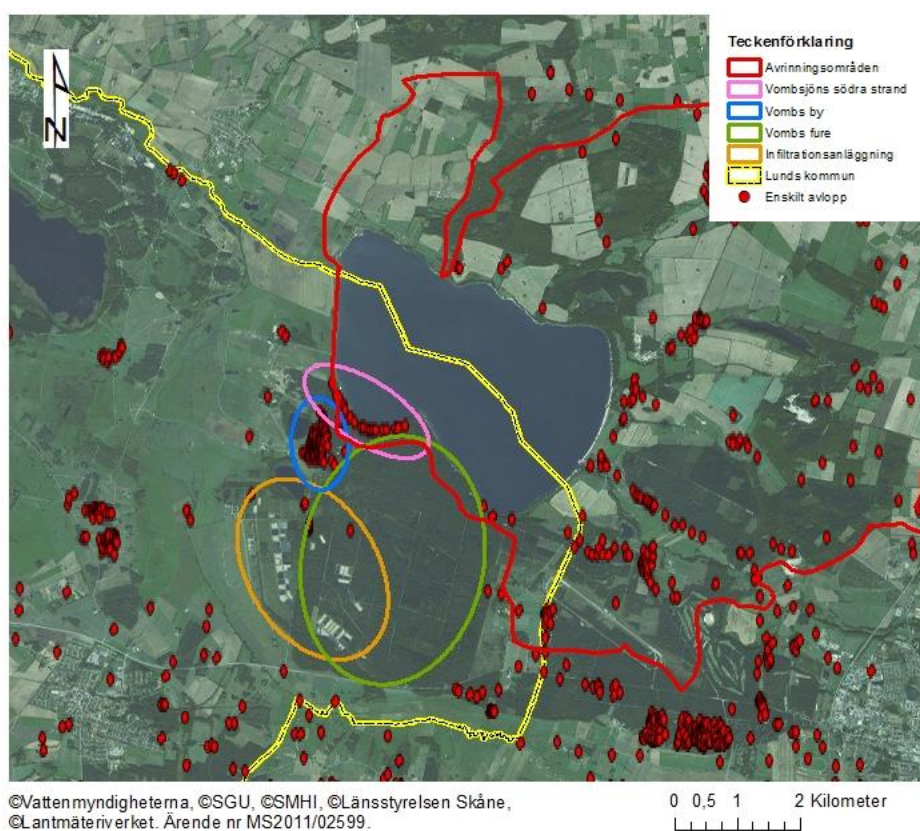 Teckenförklaring
Avrinningsområden
Vombsjöns södra strand
Vombs by
Vombs fure
Infiltrationsanläggning
Lunds kommun
Enskilt avlopp
N
©Vattenmyndigheterna, ©SGU, ©SMHI, ©Länsstyrelsen Skåne,
©Lantmäteriverket. Ärende nr MS2011/02599.
0 0,5 1 2 Kilometer